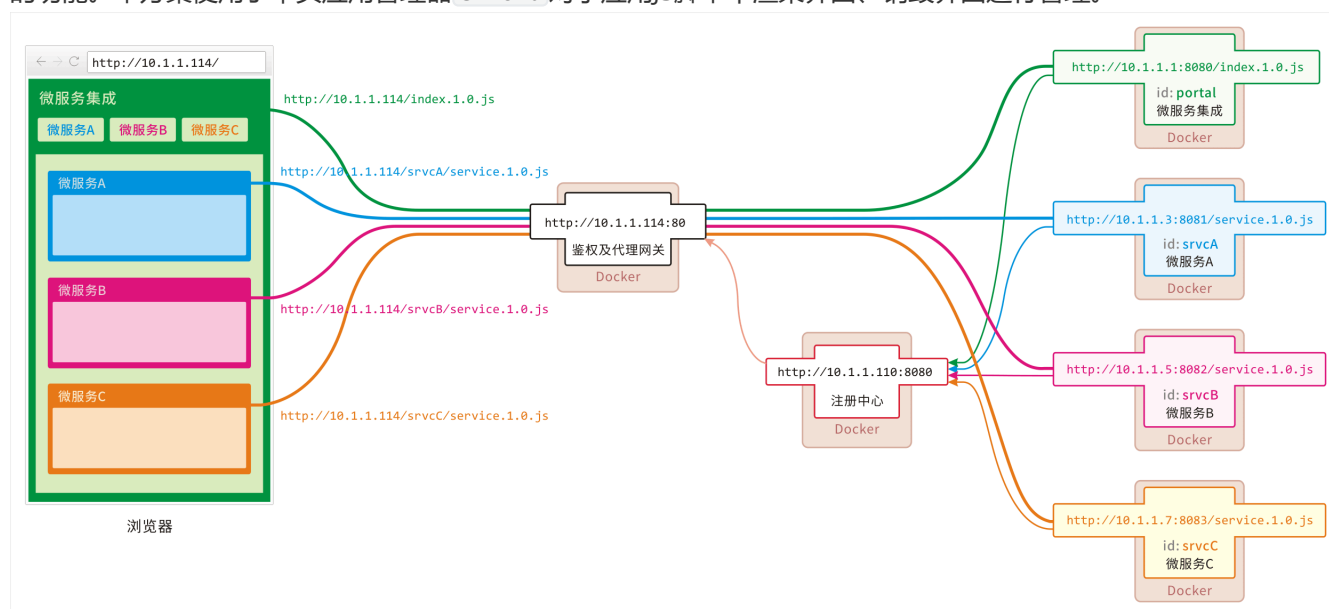 http://10.1.1.114/
微服务集成
微服务A 微服务B 微服务C
微服务A
微服务B
微服务C
浏览器
http://10.1.1.114/index.1.0.js
http://10.1.1.114/srvcA/service.1.0.js
http://10.1.1.114/srvcB/service.1.0.js
http://10.1.1.114/srvcC/service.1.0.js
http://10.1.1.114:80
鉴权及代理网关
Docker
http://10.1.1.110:8080
注册中心
Docker
http://10.1.1.1:8080/index.1.0.js
id: portal
微服务集成
Docker
http://10.1.1.3:8081/service.1.0.js
id: srvcA
微服务A
Docker
http://10.1.1.5:8082/service.1.0.js
id: srvcB
微服务B
Docker
http://10.1.1.7:8083/service.1.0.js
id: srvcC
微服务C
Docker